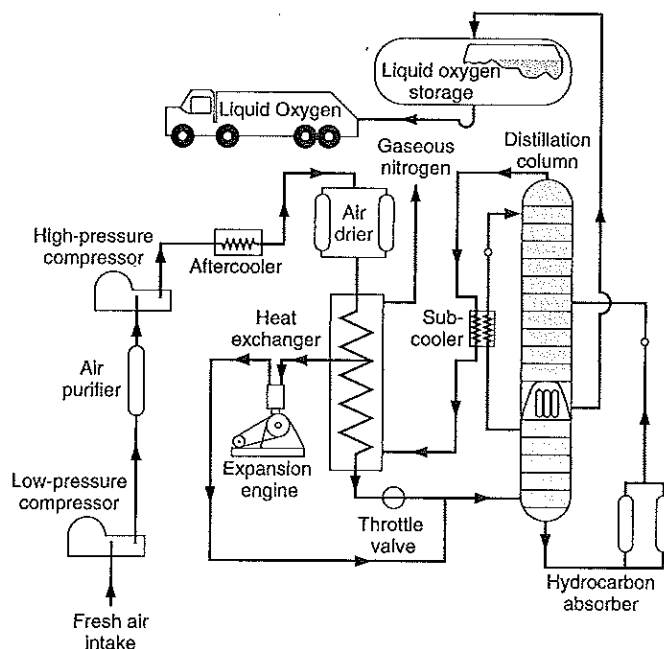 Liquid oxygen
storage
Liquid Oxygen
Gaseous
nitrogen
Distillation
column
Air
drier
High-pressure
compressor
Aftercooler
Heat
exchanger
Sub-
cooler
Air
purifier
Expansion
engine
Low-pressure
compressor
Throttle
valve
Hydrocarbon
absorber
Fresh air
intake